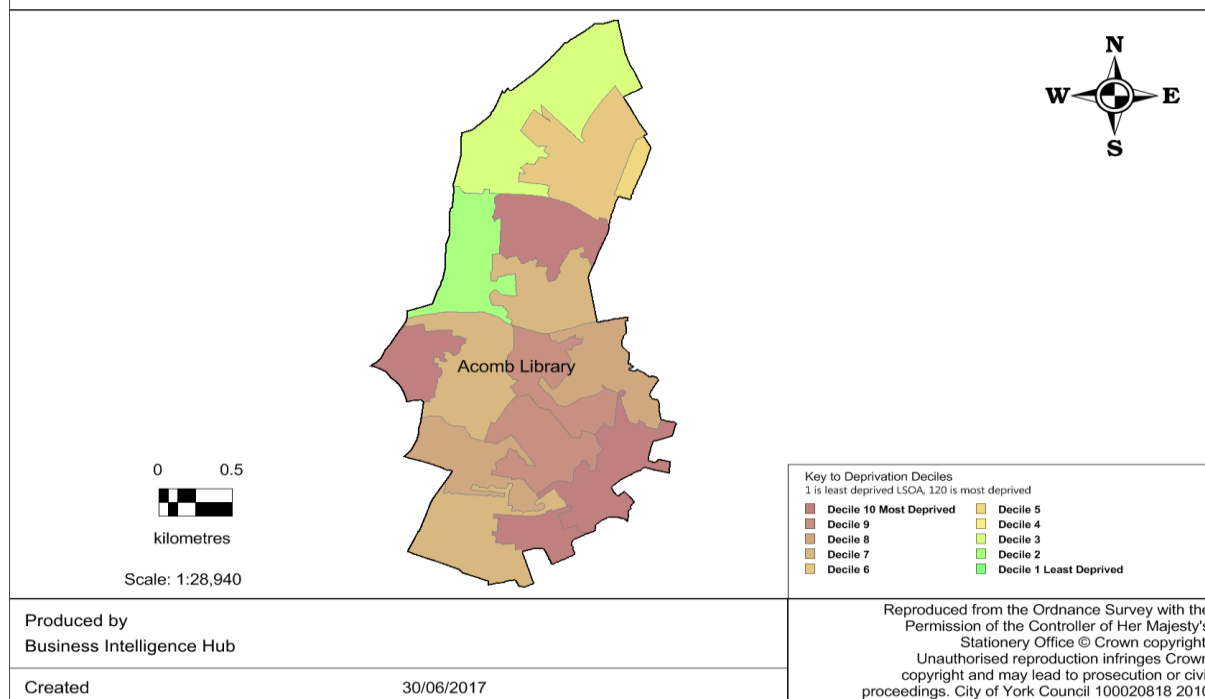 N
W E
S
Acomb Library
0 0.5
kilometres
Scale: 1:28,940
Key to Deprivation Deciles
1 is least deprived LSOA, 120 is most deprived
Decile 10 Most Deprived
Decile 9
Decile 8
Decile 7
Decile 6
Decile 5
Decile 4
Decile 3
Decile 2
Decile 1 Least Deprived
Produced by
Business Intelligence Hub
Created 30/06/2017
Reproduced from the Ordnance Survey with the
Permission of the Controller of Her Majesty's
Stationery Office © Crown copyright
Unauthorised reproduction infringes Crown
copyright and may lead to prosecution or civi
proceedings. City of York Council 100020818 2010